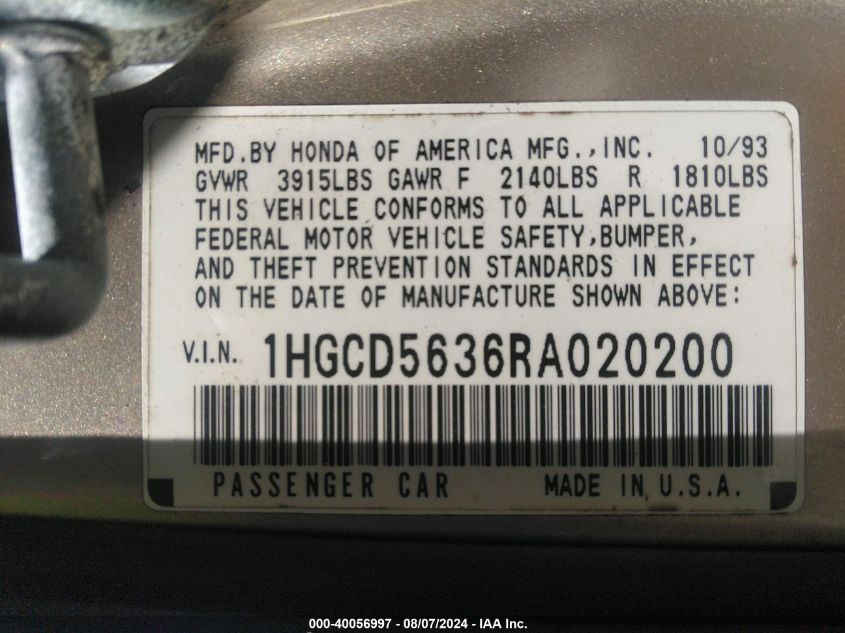 MFD.BY HONDA OF AMERICA MFG.,INC. 10/93
GVWR 3915LBS GAWR F 2140LBS R 1810LBS
THIS VEHICLE CONFORMS TO ALL APPLICABLE
FEDERAL MOTOR VEHICLE SAFETY,BUMPER,
AND THEFT PREVENTION STANDARDS IN EFFECT
ON THE DATE OF MANUFACTURE SHOWN ABOVE:
V.I.N. 1HGCD5636RA020200
PASSENGER CAR MADE IN U.S.A.
000-40056997 - 08/07/2024 - IAA Inc.